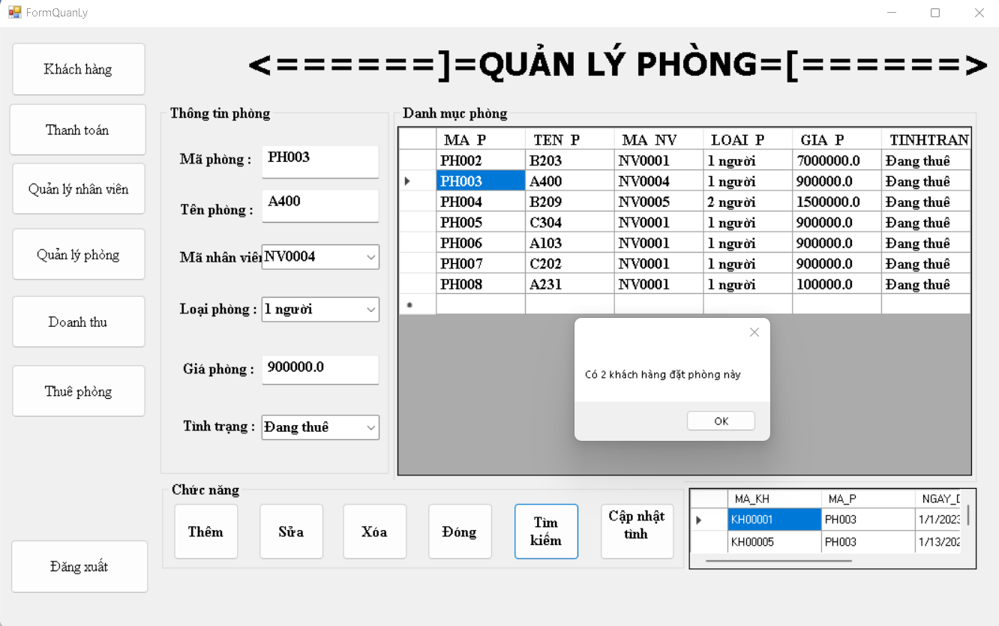 FormQuanLy
<======]=QUẢN LÝ PHÒNG=[======>
Khách hàng
Thanh toán
Quản lý nhân viên
Quản lý phòng
Doanh thu
Thuê phòng
Đăng xuất
Thông tin phòng
Mã phòng : PH003
Tên phòng : A400
Mã nhân viên NV0004
Loại phòng : 1 người
Giá phòng : 900000.0
Tình trạng : Đang thuê
Danh mục phòng
MA_P TEN_P MA_NV LOAI_P GIA_P TINHTRAN
PH002 B203 NV0001 1 người 7000000.0 Đang thuê
PH003 A400 NV0004 1 người 900000.0 Đang thuê
PH004 B209 NV0005 2 người 1500000.0 Đang thuê
PH005 C304 NV0001 1 người 900000.0 Đang thuê
PH006 A103 NV0001 1 người 900000.0 Đang thuê
PH007 C202 NV0001 1 người 900000.0 Đang thuê
PH008 A231 NV0001 1 người 100000.0 Đang thuê
Có 2 khách hàng đặt phòng này
OK
Chức năng
Thêm
Sửa
Xóa
Đóng
Tìm
kiếm
Cập nhật
tình
MA_KH MA_P NGAY_D
KH00001 PH003 1/1/2023
KH00005 PH003 1/13/202